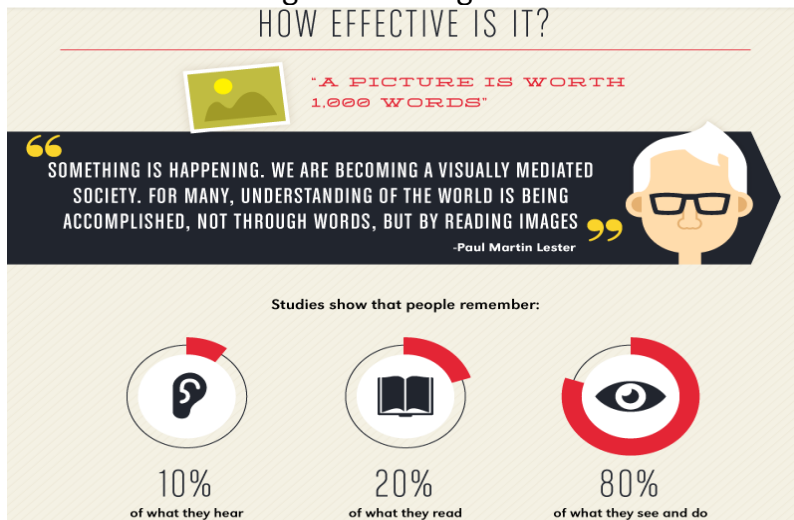 HOW EFFECTIVE IS IT?
"A PICTURE IS WORTH
1,000 WORDS"
“
SOMETHING IS HAPPENING. WE ARE BECOMING A VISUALLY MEDIATED
SOCIETY. FOR MANY, UNDERSTANDING OF THE WORLD IS BEING
ACCOMPLISHED, NOT THROUGH WORDS, BUT BY READING IMAGES
”
-Paul Martin Lester
Studies show that people remember:
10%
of what they hear
20%
of what they read
80%
of what they see and do